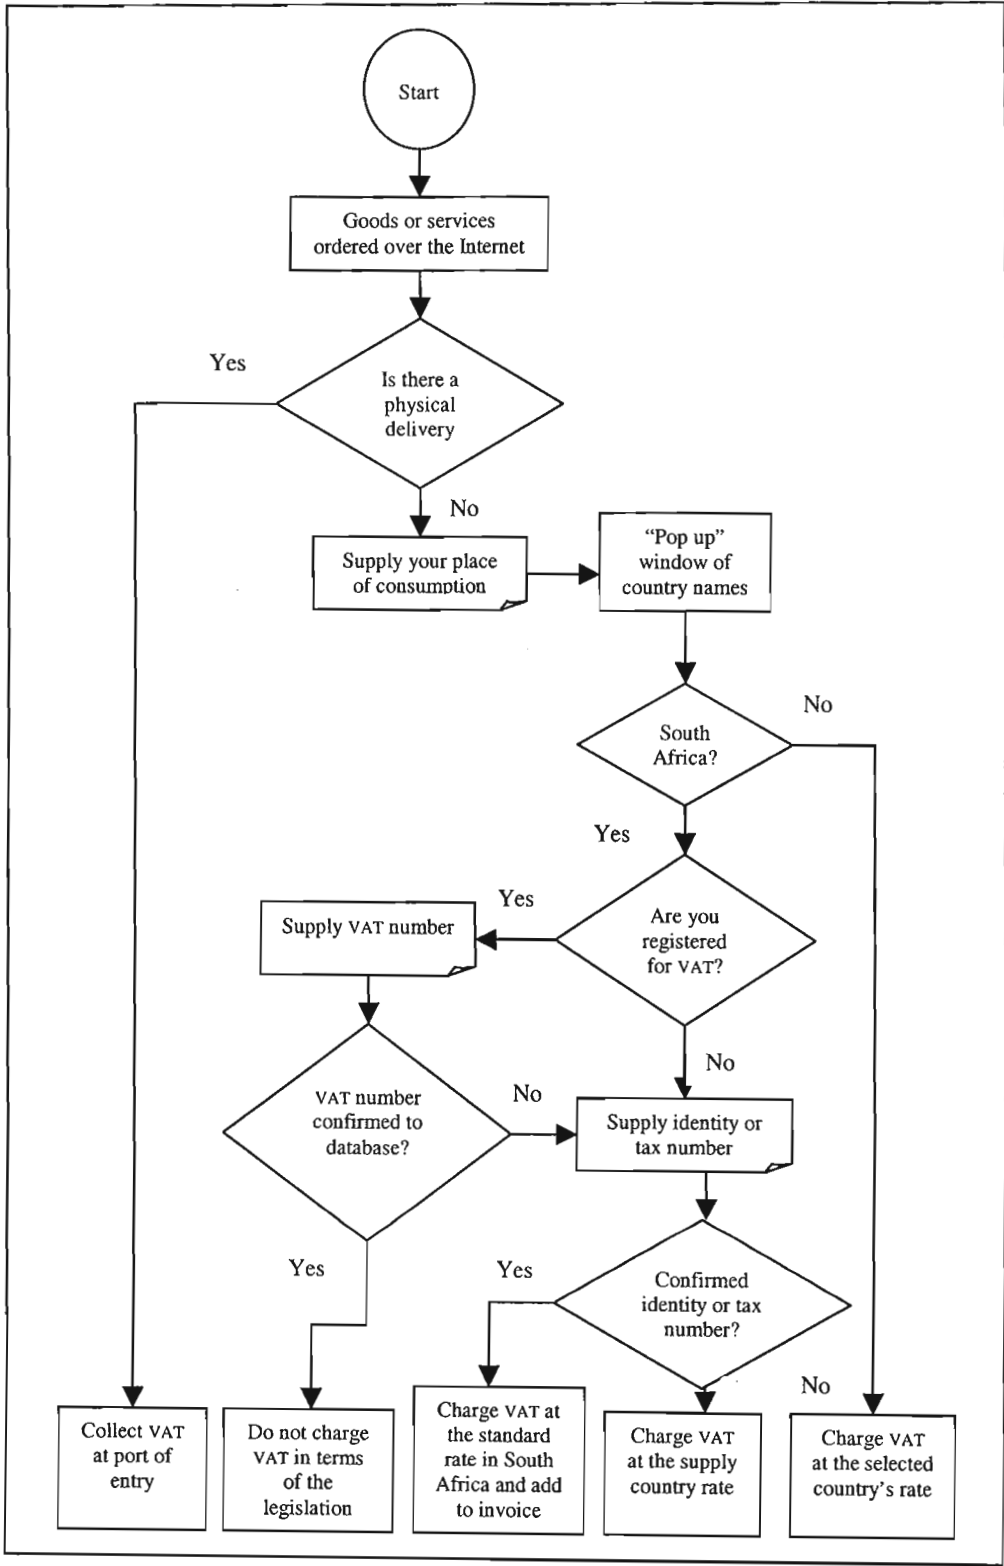 Start
Goods or services
ordered over the Internet
Is there a
physical
delivery
Yes
No
Supply your place
of consumption
“Pop up”
window of
country names
South
Africa?
No
Yes
Are you
registered
for VAT?
Yes
Supply VAT number
No
VAT number
confirmed to
database?
No
Supply identity or
tax number
Yes
Confirmed
identity or tax
number?
Yes
No
Collect VAT
at port of
entry
Do not charge
VAT in terms
of the
legislation
Charge VAT at
the standard
rate in South
Africa and add
to invoice
Charge VAT
at the supply
country rate
Charge VAT
at the selected
country’s rate